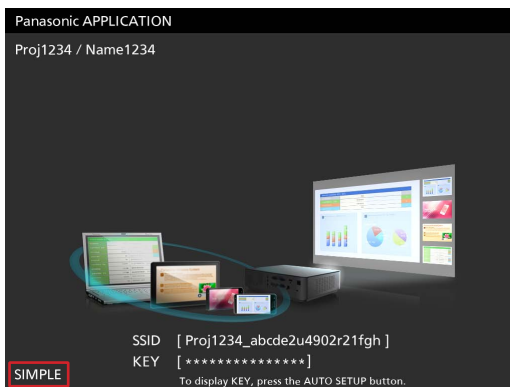 Panasonic APPLICATION
Proj1234 / Name1234
SSID [ Proj1234_abcde2u4902r21fgh ]
KEY [ *************** ]
SIMPLE
To display KEY, press the AUTO SETUP button.